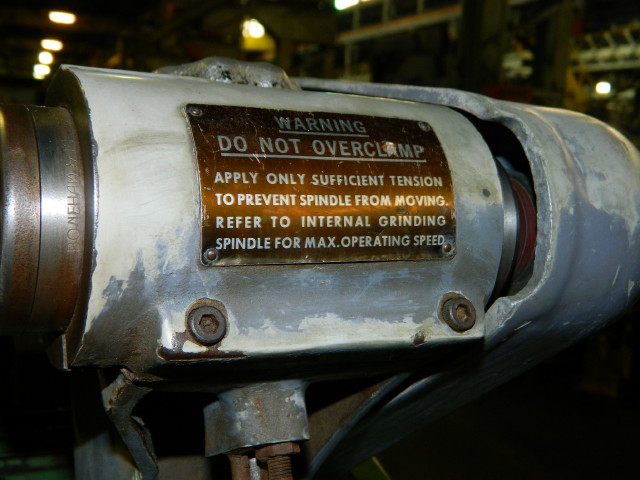 WARNING
DO NOT OVERCLAMP
APPLY ONLY SUFFICIENT TENSION
TO PREVENT SPINDLE FROM MOVING.
REFER TO INTERNAL GRINDING
SPINDLE FOR MAX. OPERATING SPEED